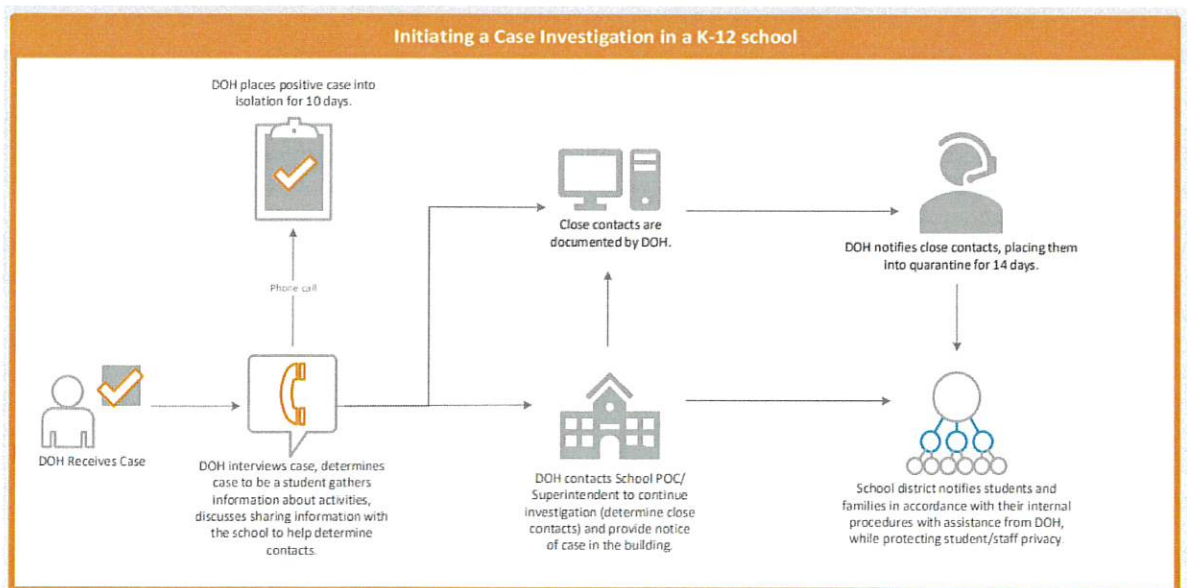 Initiating a Case Investigation in a K-12 school
DOH places positive case into
isolation for 10 days.
Phone call
Close contacts are
documented by DOH.
DOH notifies close contacts, placing them
into quarantine for 14 days.
DOH Receives Case
DOH interviews case, determines
case to be a student gathers
information about activities,
discusses sharing information with
the school to help determine
contacts.
DOH contacts School POC/
Superintendent to continue
investigation (determine close
contacts) and provide notice
of case in the building.
School district notifies students and
families in accordance with their internal
procedures with assistance from DOH,
while protecting student/staff privacy.